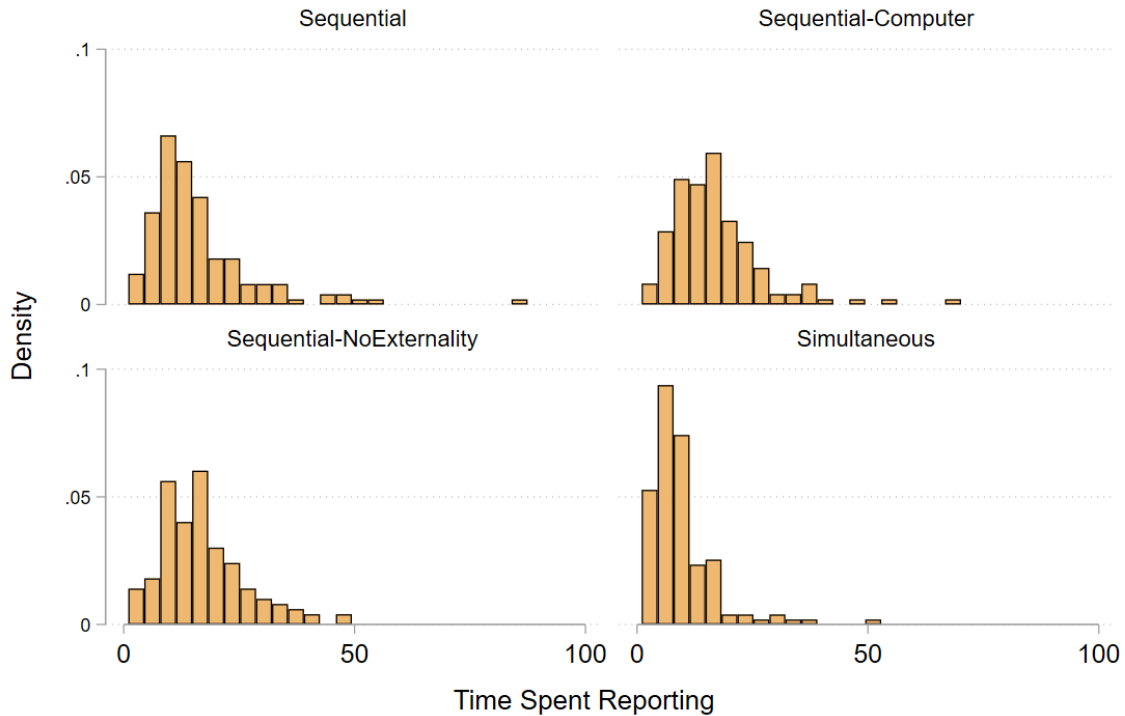 Sequential
Sequential-Computer
.1
.05
0
Sequential-NoExternality
Simultaneous
.1
.05
0
0
50
100
0
50
100
Density
Time Spent Reporting